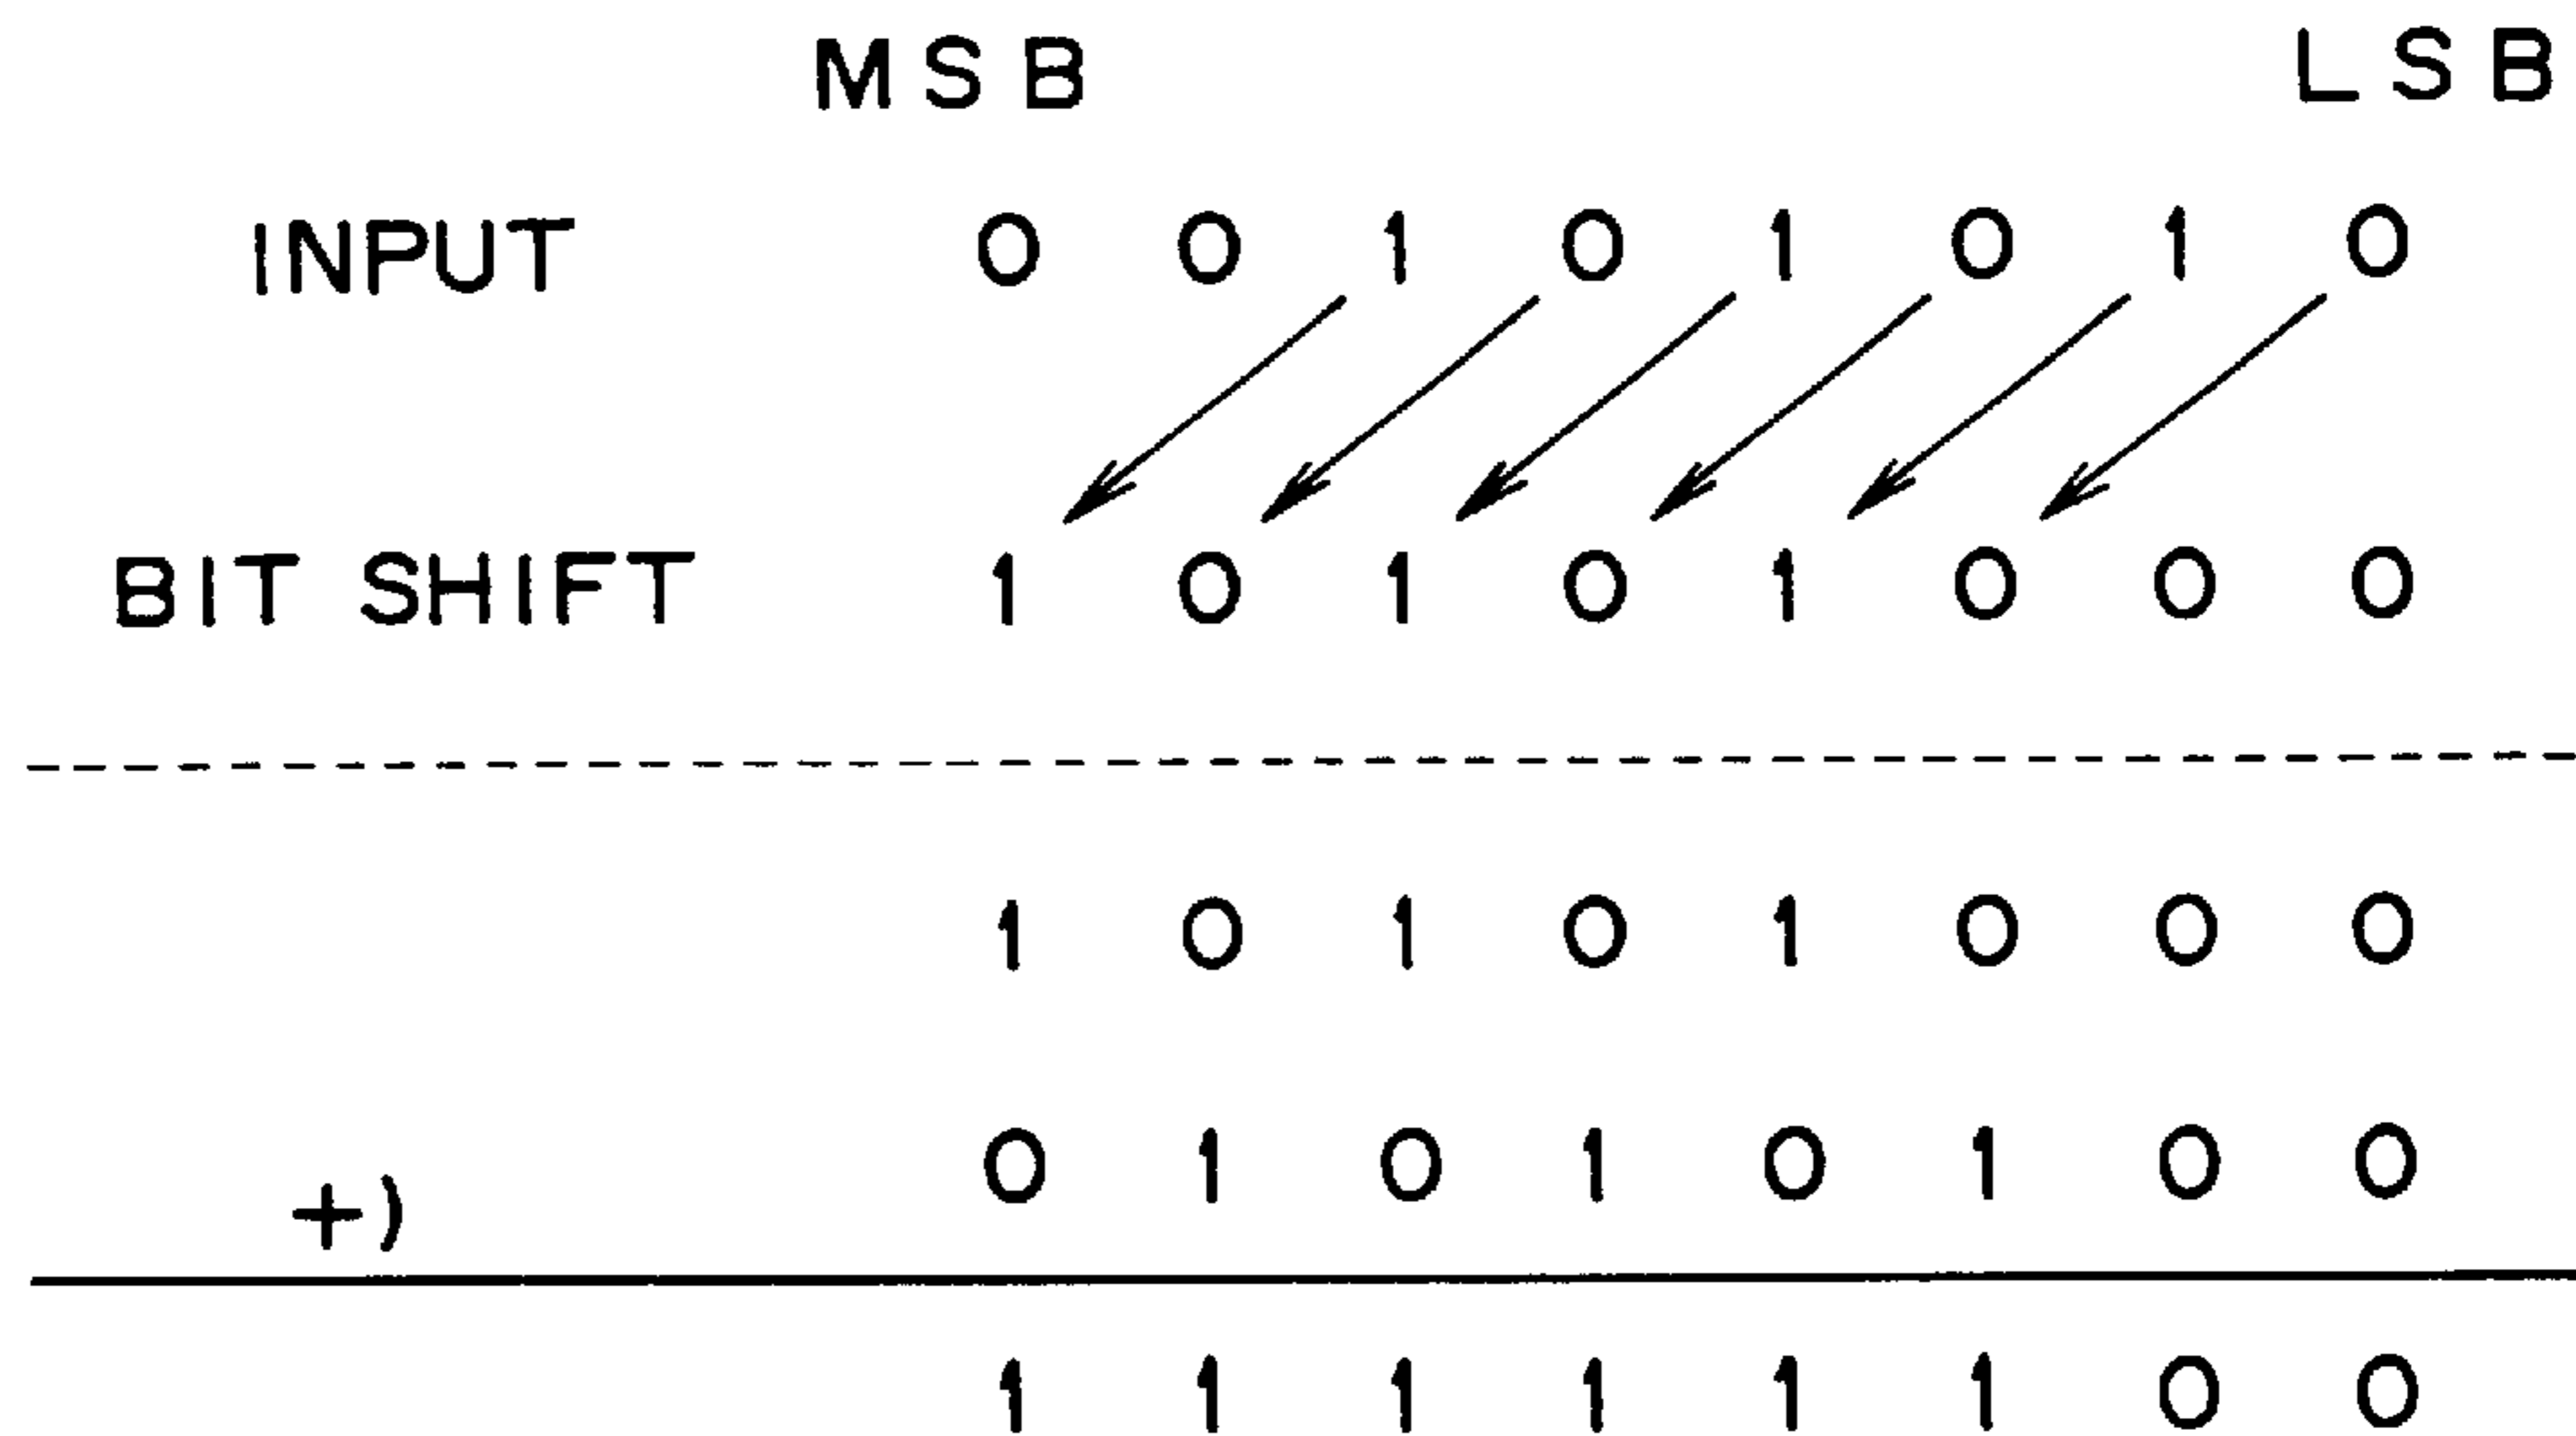 MSB LSB
INPUT 0 0 1 0 1 0 1 0
BIT SHIFT 1 0 1 0 1 0 0 0
1 0 1 0 1 0 0 0
+) 0 1 0 1 0 1 0 0
1 1 1 1 1 1 0 0